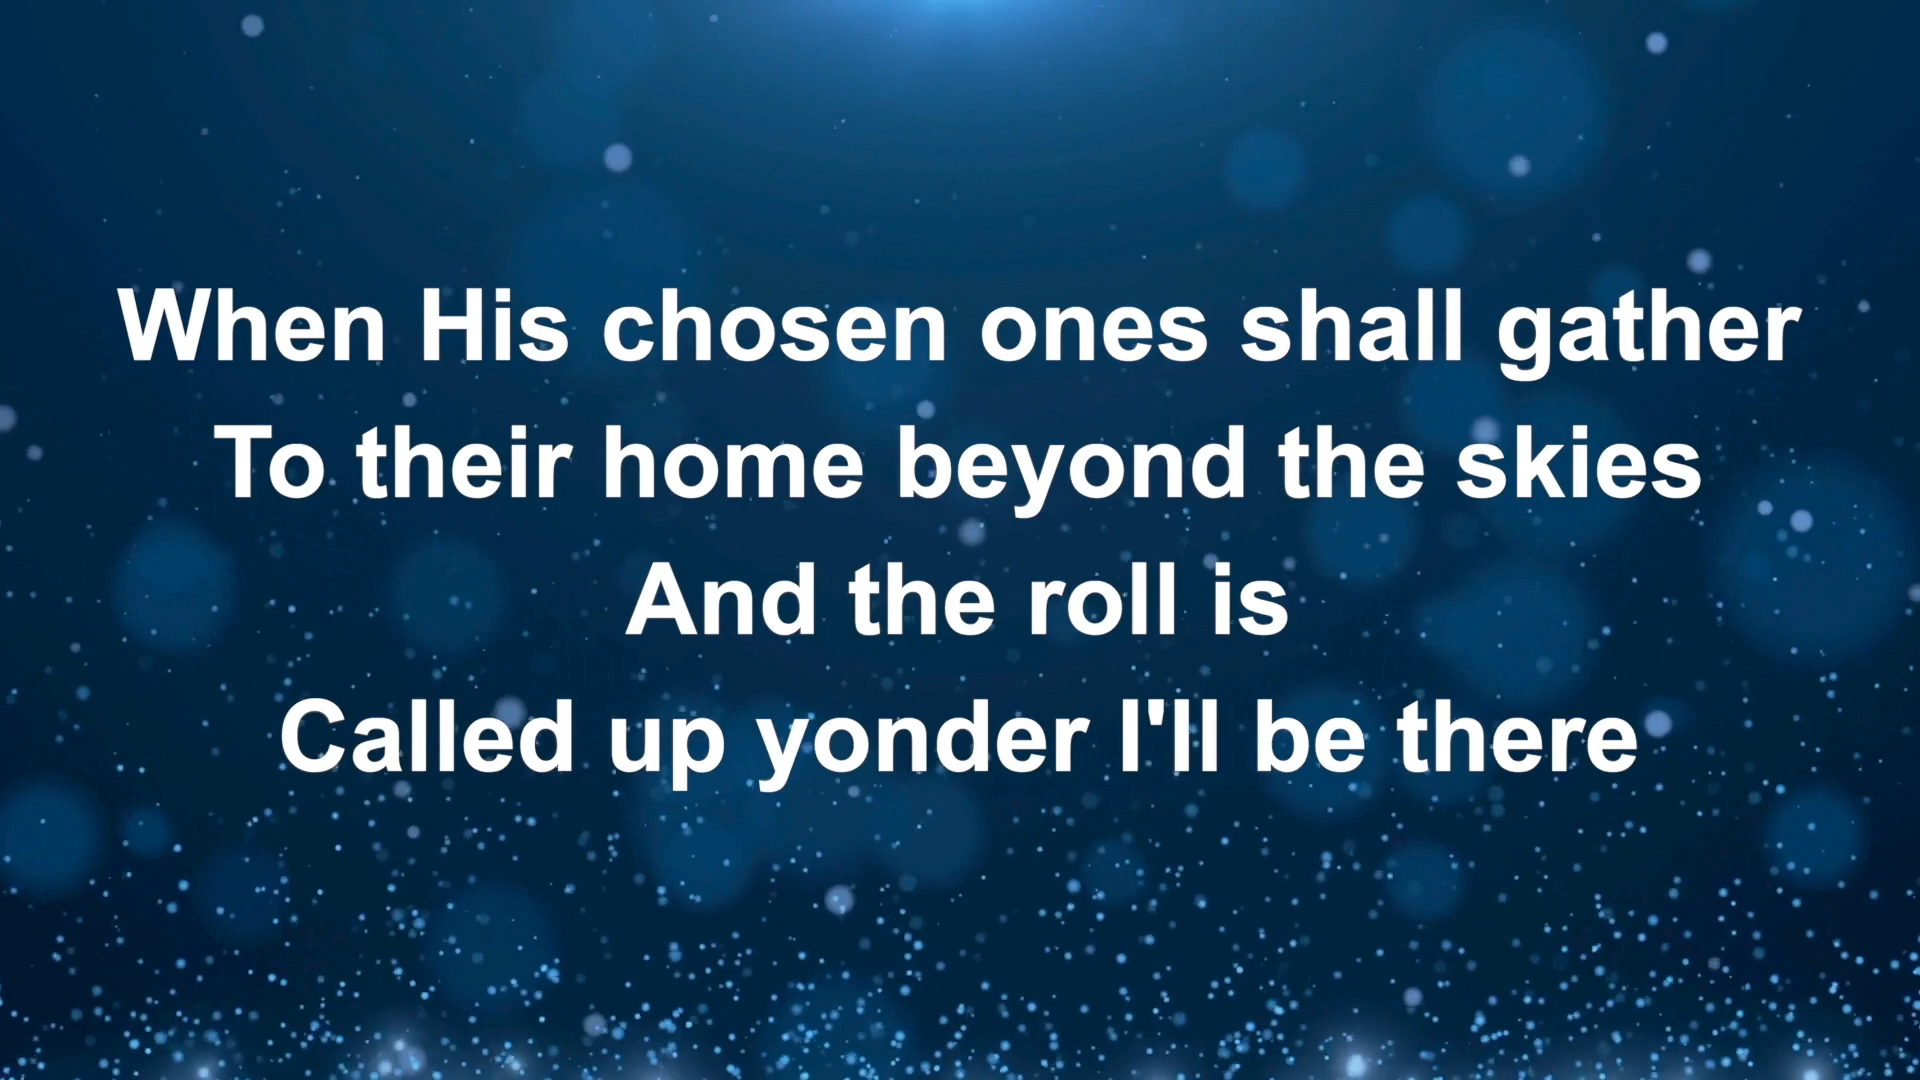 When His chosen ones shall gather
To their home beyond the skies
And the roll is
Called up yonder I'll be there